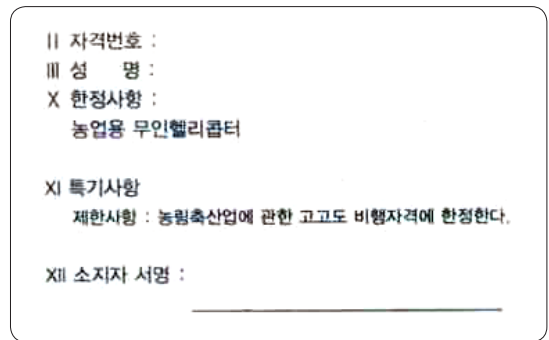 II 자격번호 :
III 성 명 :
X 한정사항 :
농업용 무인헬리콥터
XI 특기사항
제한사항 : 농림축산업에 관한 고고도 비행자격에 한정한다.
XII 소지자 서명 :